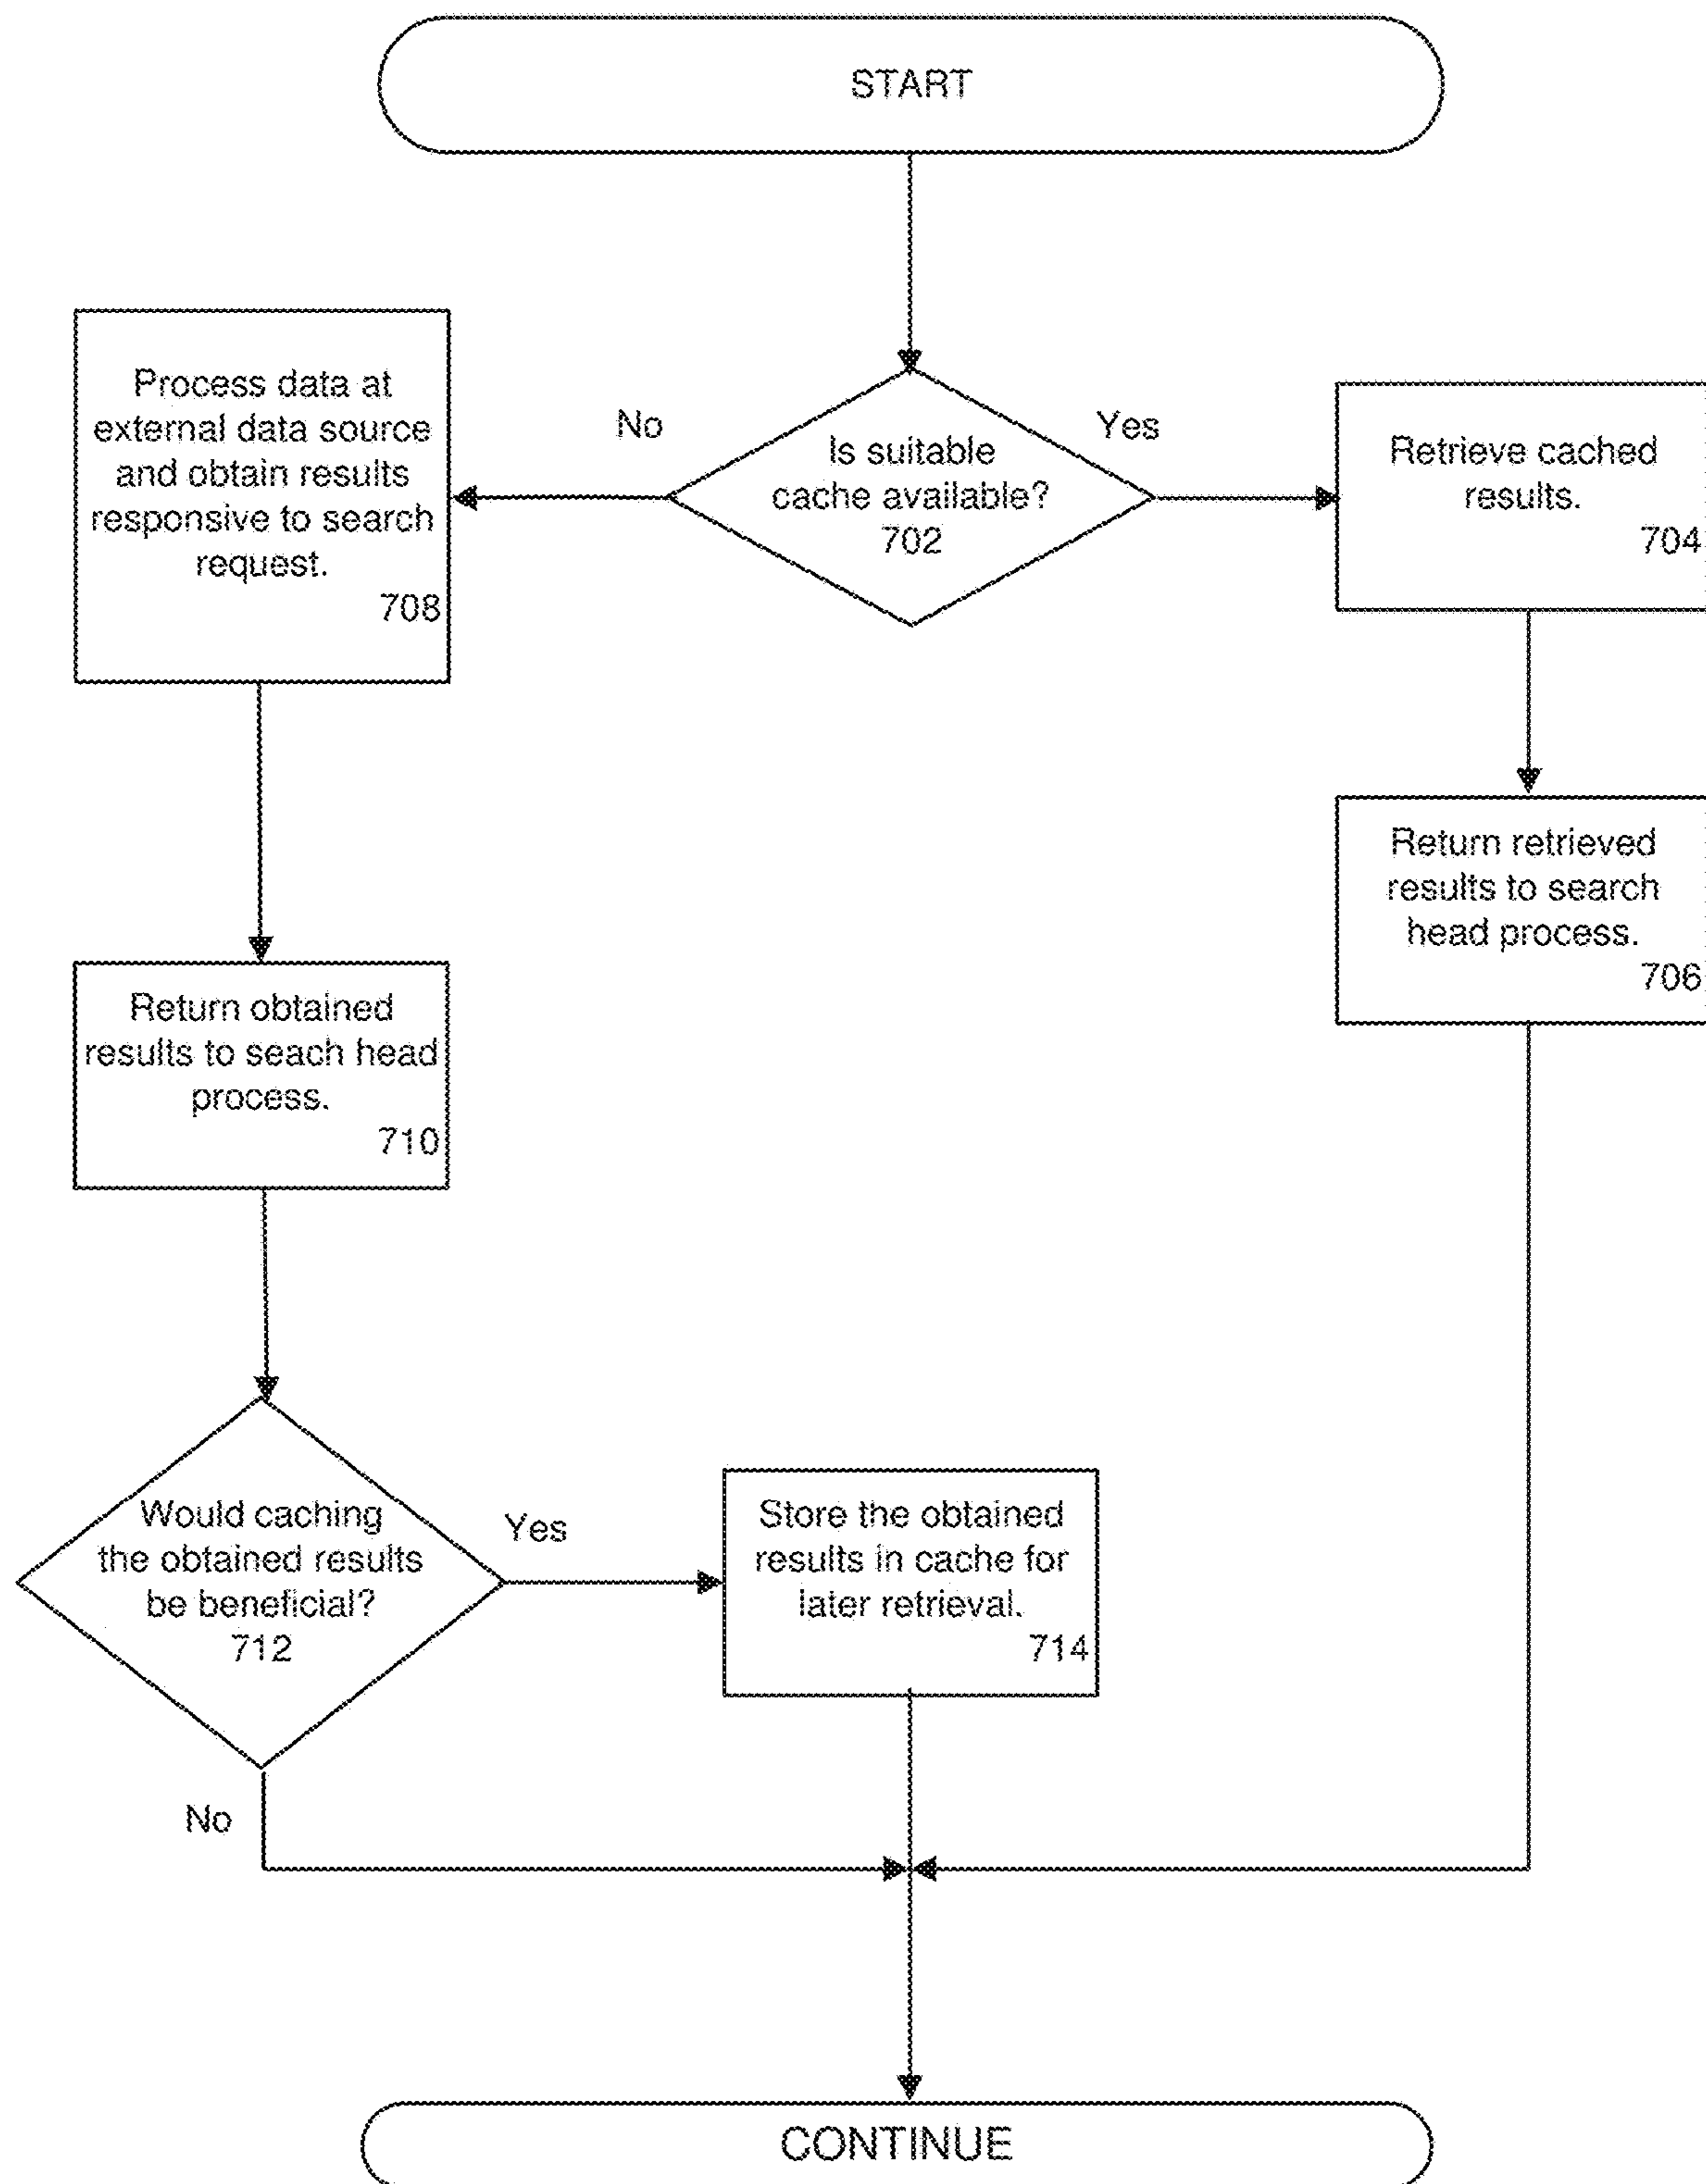 START
No
Yes
Is suitable
cache available?
702
Process data at
external data source
and obtain results
responsive to search
request.
708
Retrieve cached
results.
704
Return retrieved
results to search
head process.
706
Return obtained
results to seach head
process.
710
Would caching
the obtained results
be beneficial?
712
Yes
No
Store the obtained
results in cache for
later retrieval.
714
CONTINUE